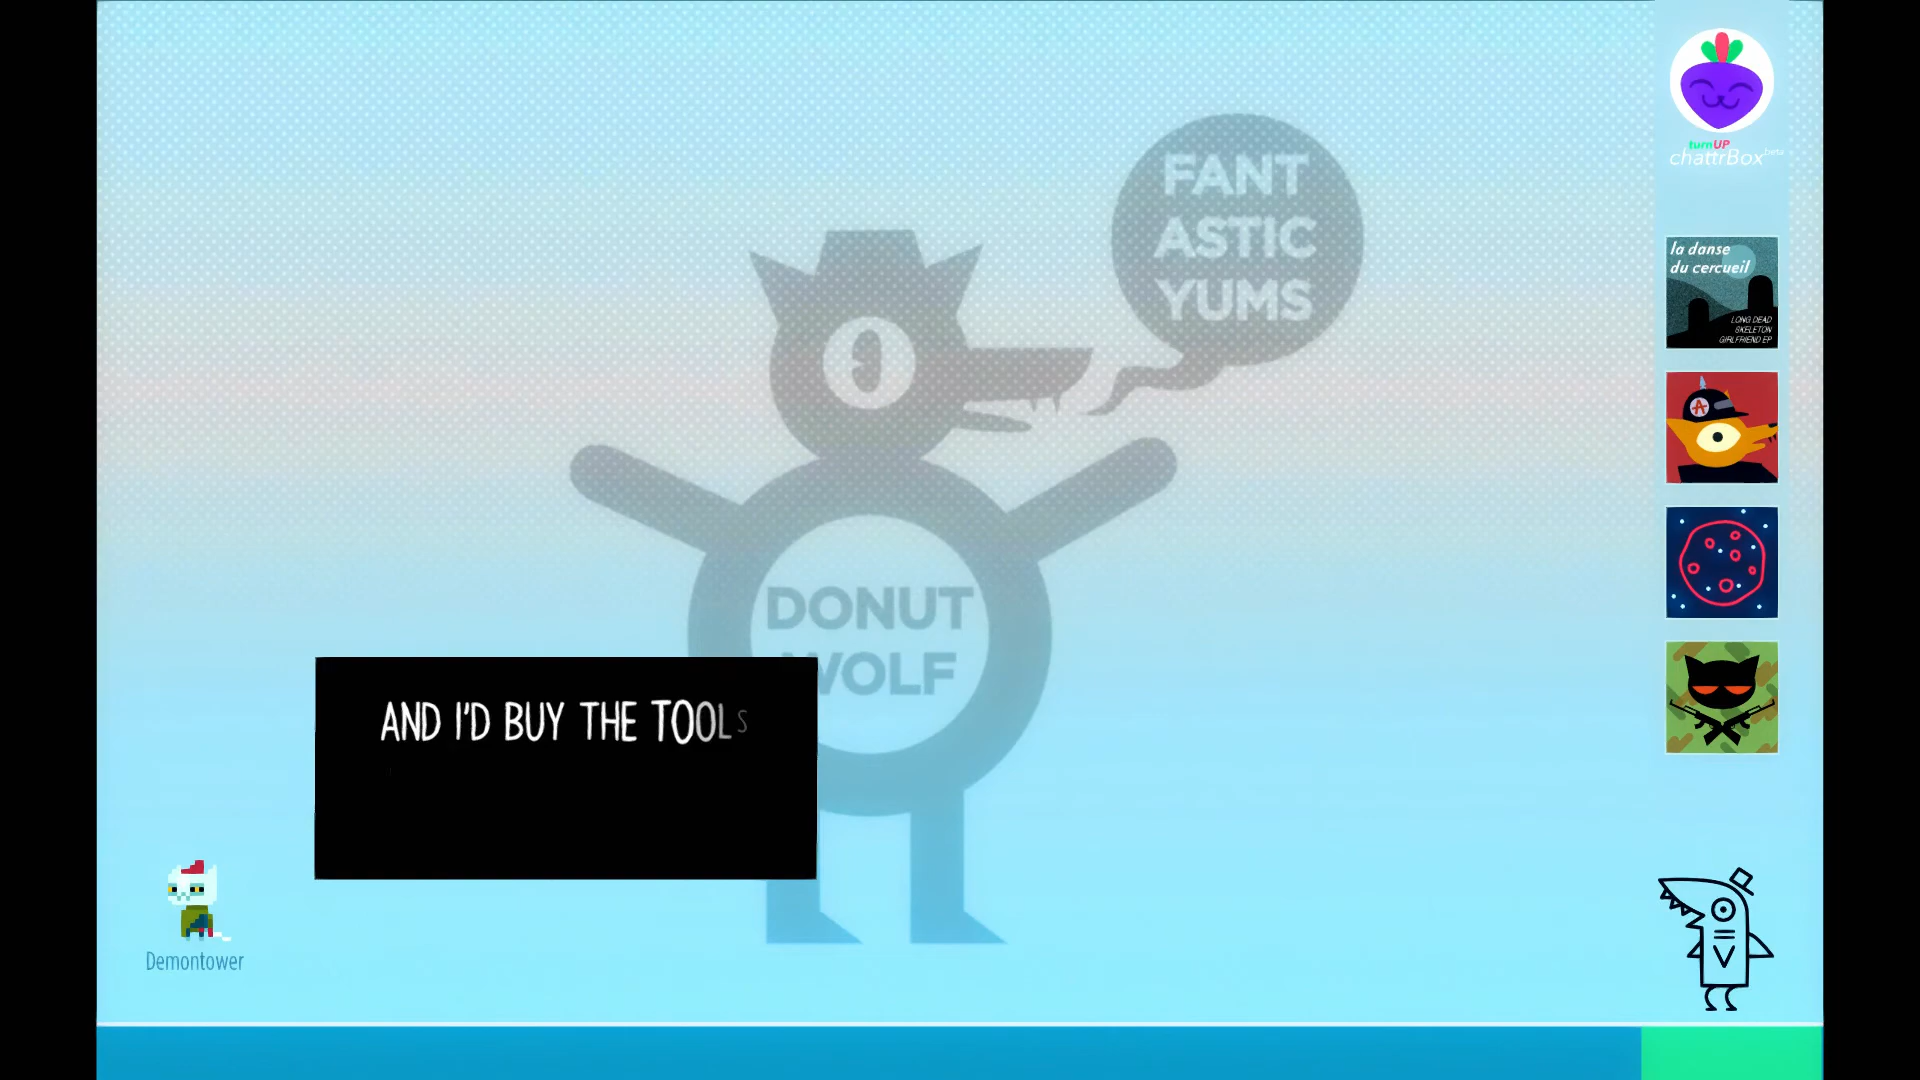 FANT
ASTIC
YUMS
turnUP
chattrBox beta
la danse
du cercueil
LONG DEAD
SKELETON
GIRLFRIEND EP
A
DONUT
WOLF
AND I'D BUY THE TOOLS
Demontower